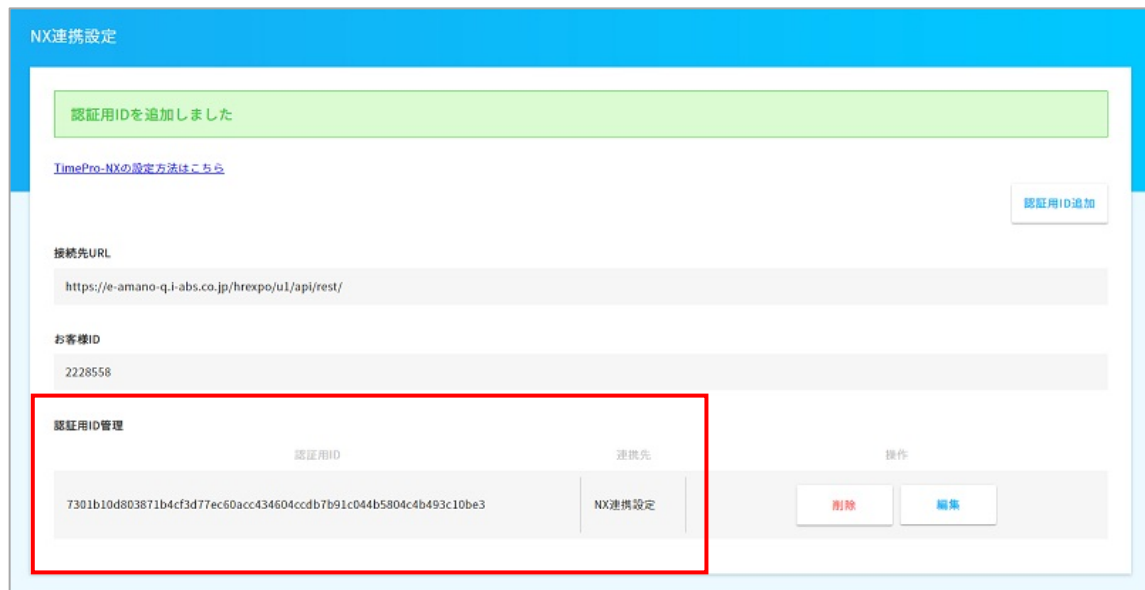 NX連携設定
認証用IDを追加しました
TimePro-NXの設定方法はこちら
認証用ID追加
接続先URL
https://e-amano-q.i-abs.co.jp/hrexpo/u1/api/rest/
お客様ID
2228558
認証用ID管理
認証用ID 連携先 操作
7301b10d803871b4cf3d77ec60acc434604ccdb7b91c044b5804c4b493c10be3 NX連携設定 削除 編集